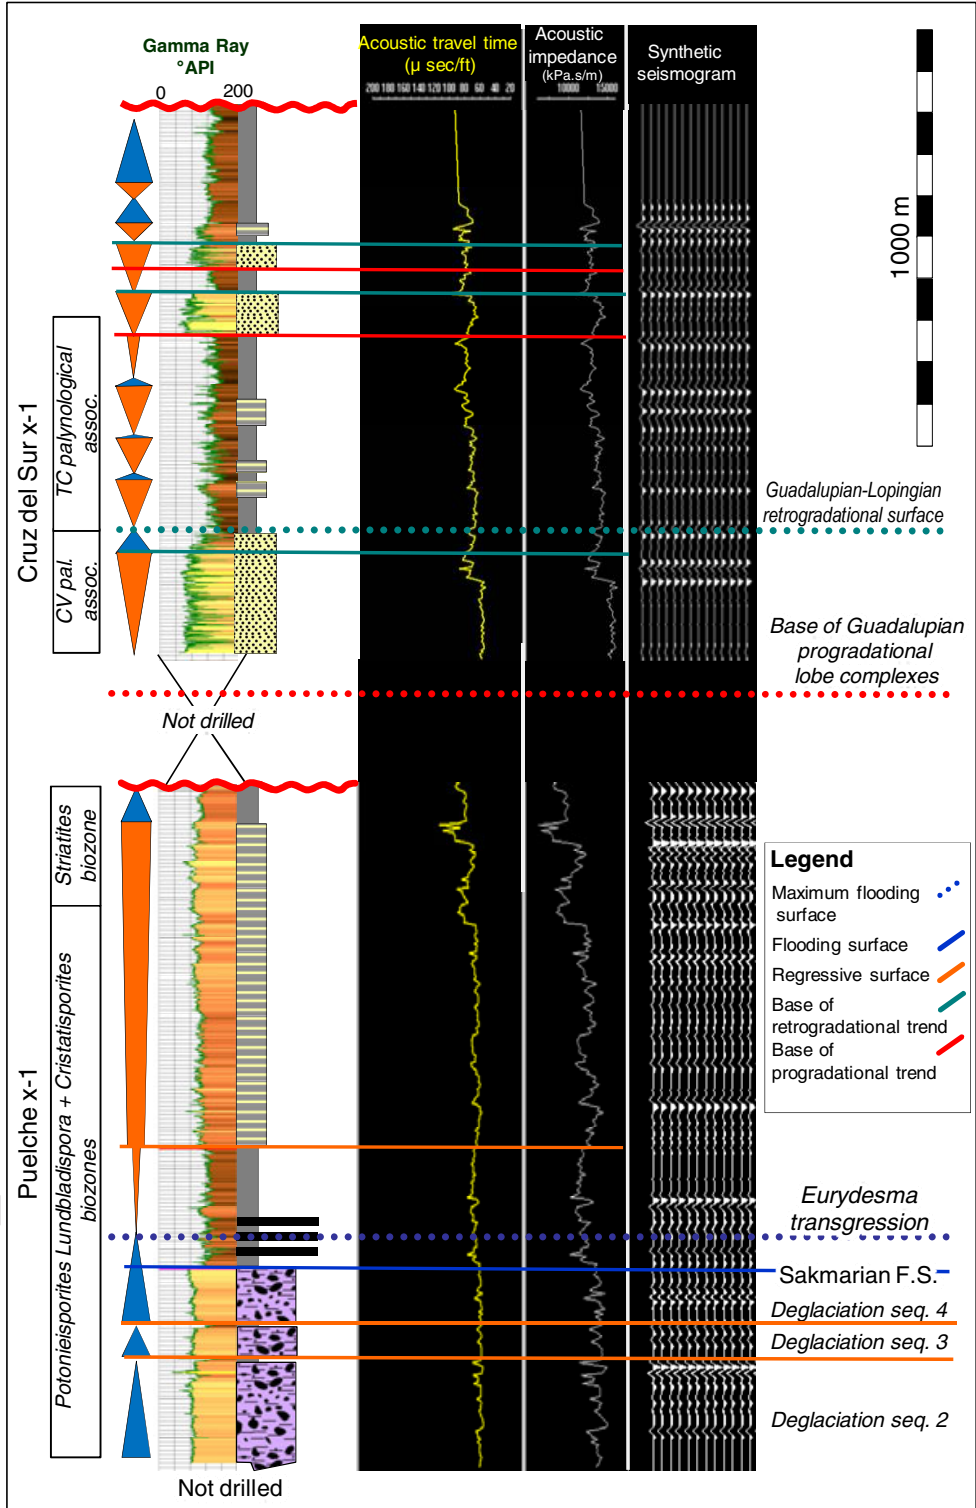 Gamma Ray
°API
0 200
Acoustic travel time
(µ sec/ft)
200 180 160 140 120 100 80 60 40 20
Acoustic
impedance
(kPa.s/m)
10000 15000
Synthetic
seismogram
1000 m
Cruz del Sur x-1
TC palynological
assoc.
CV pal.
assoc.
Guadalupian-Lopingian
retrogradational surface
Base of Guadalupian
progradational
lobe complexes
Not drilled
Puelche x-1
Striatites
biozone
Potonieisporites Lundbladispora + Cristatisporites
biozones
Legend
Maximum flooding
surface
Flooding surface
Regressive surface
Base of
retrogradational trend
Base of
progradational trend
Eurydesma
transgression
Sakmarian F.S.
Deglaciation seq. 4
Deglaciation seq. 3
Deglaciation seq. 2
Not drilled